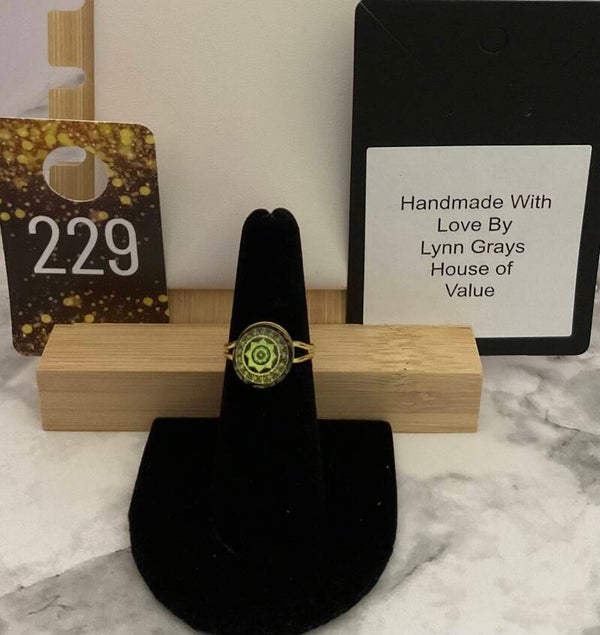 229
Handmade With
Love By
Lynn Grays
House of
Value